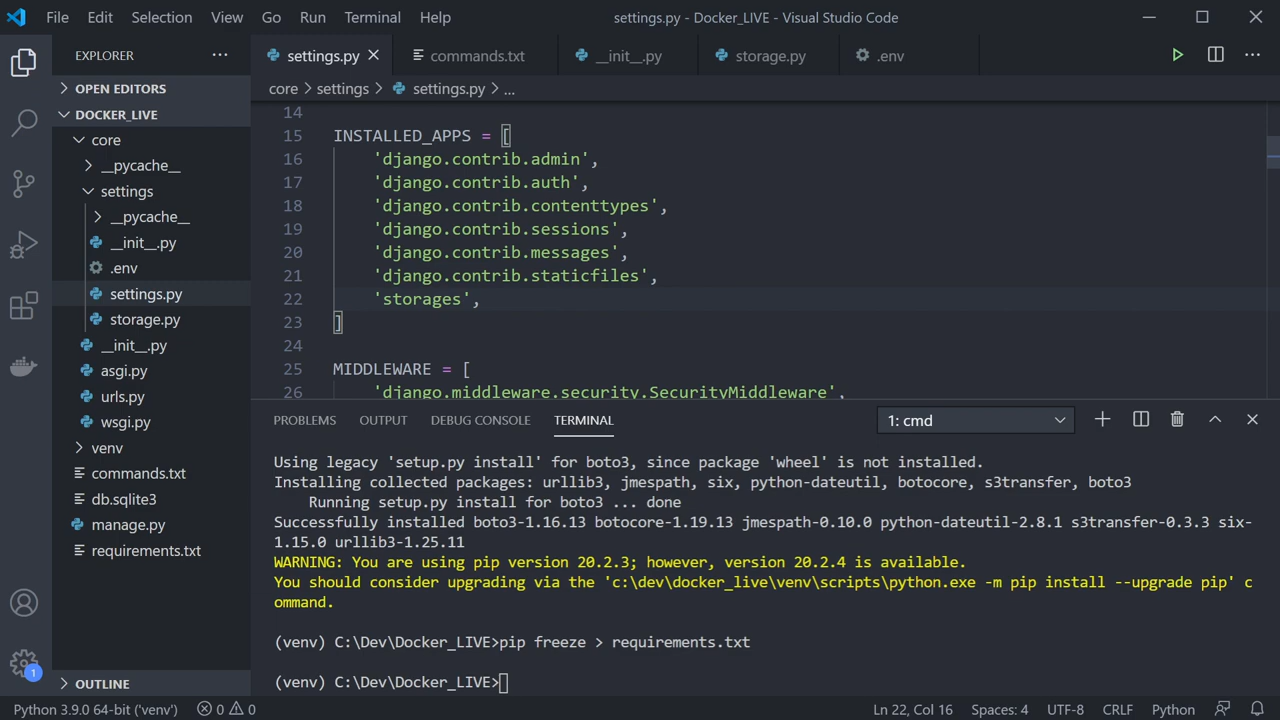 File Edit Selection View Go Run Terminal Help settings.py - Docker_LIVE - Visual Studio Code
EXPLORER
settings.py commands.txt __init__.py storage.py .env
OPEN EDITORS
core > settings > settings.py > ...
DOCKER_LIVE
core
__pycache__
settings
__pycache__
__init__.py
.env
settings.py
storage.py
__init__.py
asgi.py
urls.py
wsgi.py
venv
commands.txt
db.sqlite3
manage.py
requirements.txt
OUTLINE
14
15 INSTALLED_APPS = [
16 'django.contrib.admin',
17 'django.contrib.auth',
18 'django.contrib.contenttypes',
19 'django.contrib.sessions',
20 'django.contrib.messages',
21 'django.contrib.staticfiles',
22 'storages',
23 ]
24
25 MIDDLEWARE = [
26 'django.middleware.security.SecurityMiddleware',
PROBLEMS OUTPUT DEBUG CONSOLE TERMINAL 1: cmd
Using legacy 'setup.py install' for boto3, since package 'wheel' is not installed.
Installing collected packages: urllib3, jmespath, six, python-dateutil, botocore, s3transfer, boto3
Running setup.py install for boto3 ... done
Successfully installed boto3-1.16.13 botocore-1.19.13 jmespath-0.10.0 python-dateutil-2.8.1 s3transfer-0.3.3 six-
1.15.0 urllib3-1.25.11
WARNING: You are using pip version 20.2.3; however, version 20.2.4 is available.
You should consider upgrading via the 'c:\dev\docker_live\venv\scripts\python.exe -m pip install --upgrade pip' c
ommand.
(venv) C:\Dev\Docker_LIVE>pip freeze > requirements.txt
(venv) C:\Dev\Docker_LIVE>
1
Python 3.9.0 64-bit ('venv') 0 0 Ln 22, Col 16 Spaces: 4 UTF-8 CRLF Python